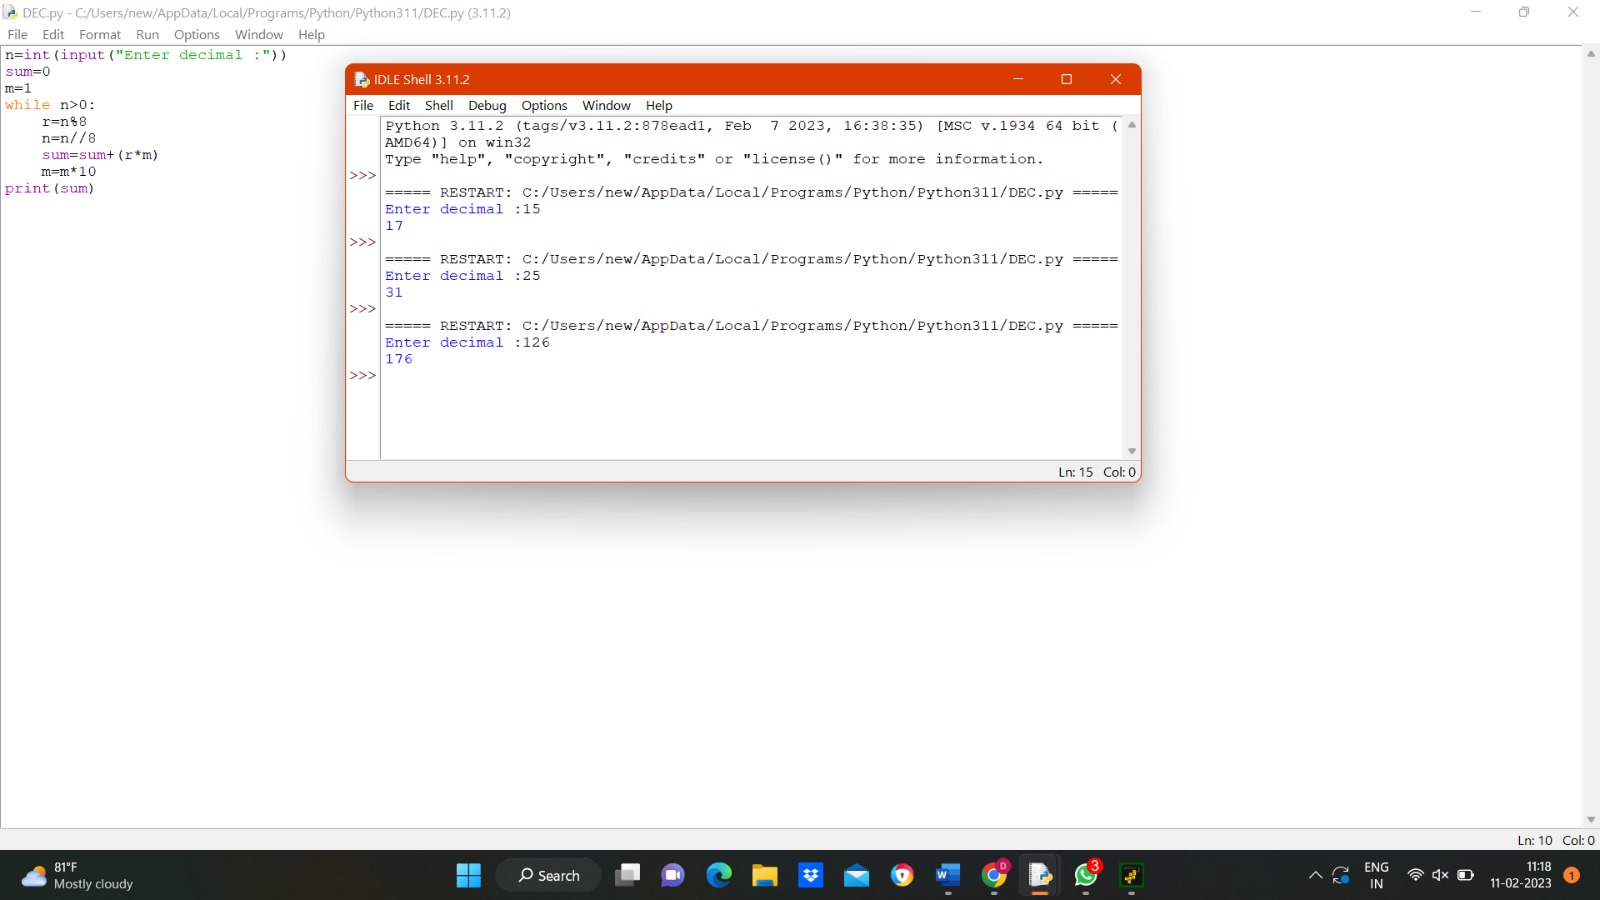 DEC.py - C:/Users/new/AppData/Local/Programs/Python/Python311/DEC.py (3.11.2)
File Edit Format Run Options Window Help
n=int(input("Enter decimal :"))
sum=0
m=1
while n>0:
    r=n%8
    n=n//8
    sum=sum+(r*m)
    m=m*10
print(sum)
IDLE Shell 3.11.2
File Edit Shell Debug Options Window Help
Python 3.11.2 (tags/v3.11.2:878ead1, Feb  7 2023, 16:38:35) [MSC v.1934 64 bit (
AMD64)] on win32
Type "help", "copyright", "credits" or "license()" for more information.
>>>
===== RESTART: C:/Users/new/AppData/Local/Programs/Python/Python311/DEC.py =====
Enter decimal :15
17
>>>
===== RESTART: C:/Users/new/AppData/Local/Programs/Python/Python311/DEC.py =====
Enter decimal :25
31
>>>
===== RESTART: C:/Users/new/AppData/Local/Programs/Python/Python311/DEC.py =====
Enter decimal :126
176
>>>
Ln: 15 Col: 0
Ln: 10 Col: 0
81°F
Mostly cloudy
Search
D
3
ENG
IN
11:18
11-02-2023
1